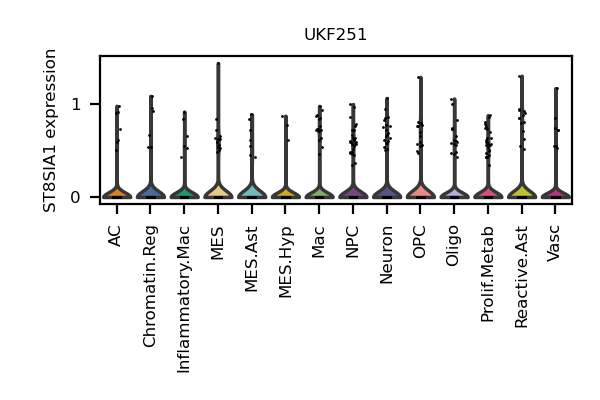 UKF251
ST8SIA1 expression
1
0
AC
Chromatin.Reg
Inflammatory.Mac
MES
MES.Ast
MES.Hyp
Mac
NPC
Neuron
OPC
Oligo
Prolif.Metab
Reactive.Ast
Vasc